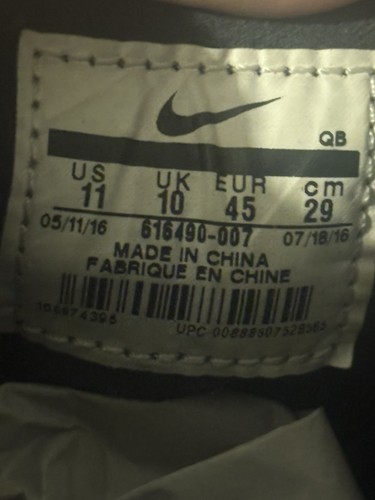 QB
US UK EUR cm
11 10 45 29
05/11/16 616490-007 07/18/16
MADE IN CHINA
FABRIQUE EN CHINE
UPC 00888507528565